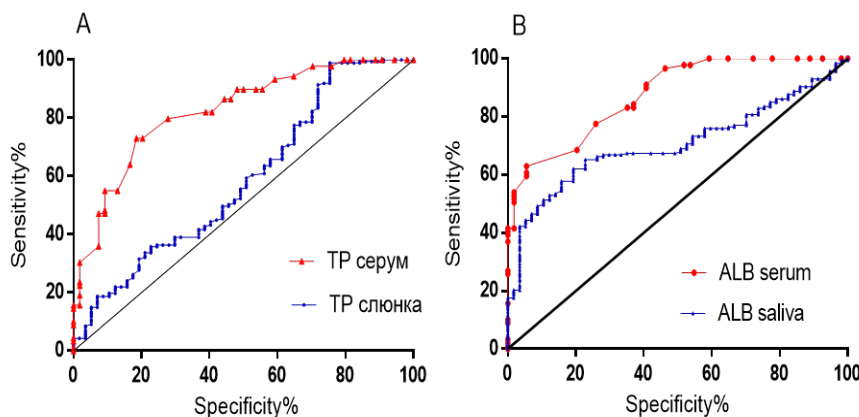 A
100
80
60
40
20
0
Sensitivity%
TP серум
TP слюнка
0 20 40 60 80 100
Specificity%
B
100
80
60
40
20
0
Sensitivity%
ALB serum
ALB saliva
0 20 40 60 80 100
Specificity%